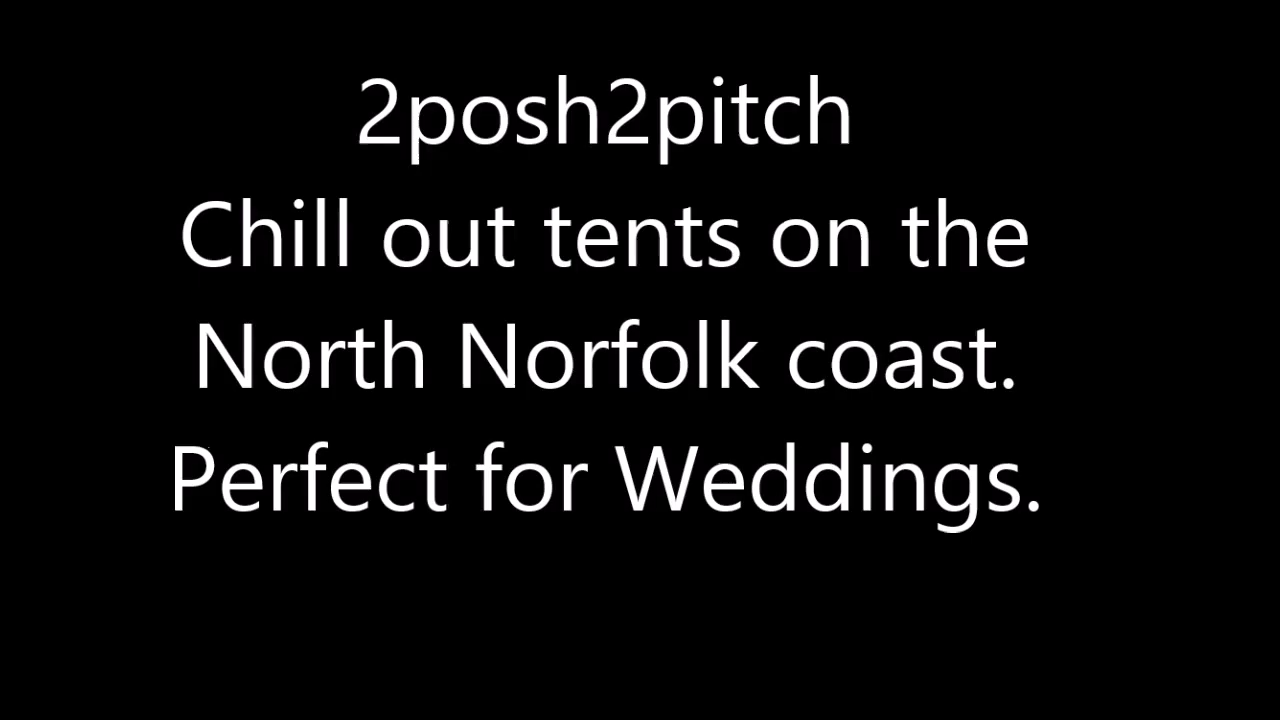 2posh2pitch
Chill out tents on the
North Norfolk coast.
Perfect for Weddings.